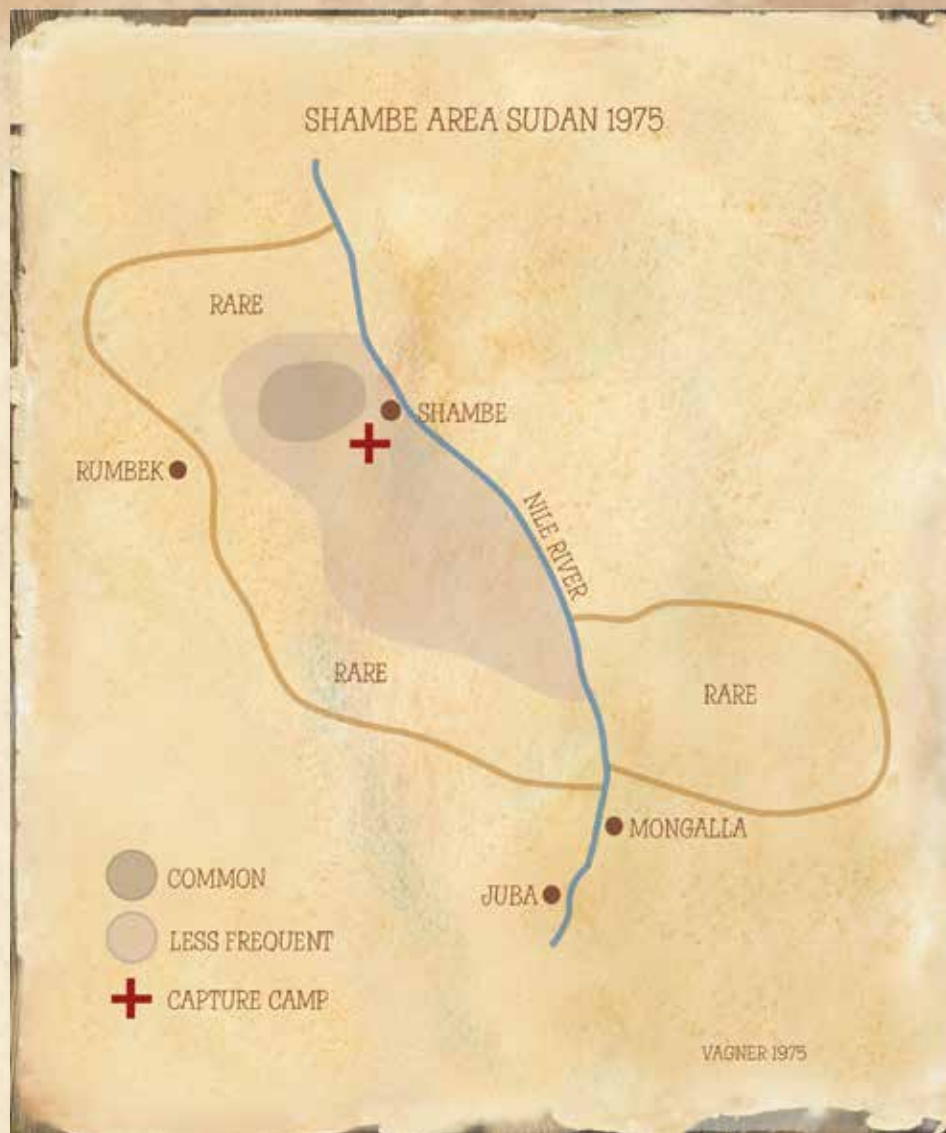 SHAMBE AREA SUDAN 1975
RARE
SHAMBE
RUMBEK
NILE RIVER
RARE
RARE
MONGALLA
COMMON
JUBA
LESS FREQUENT
CAPTURE CAMP
VAGNER 1975